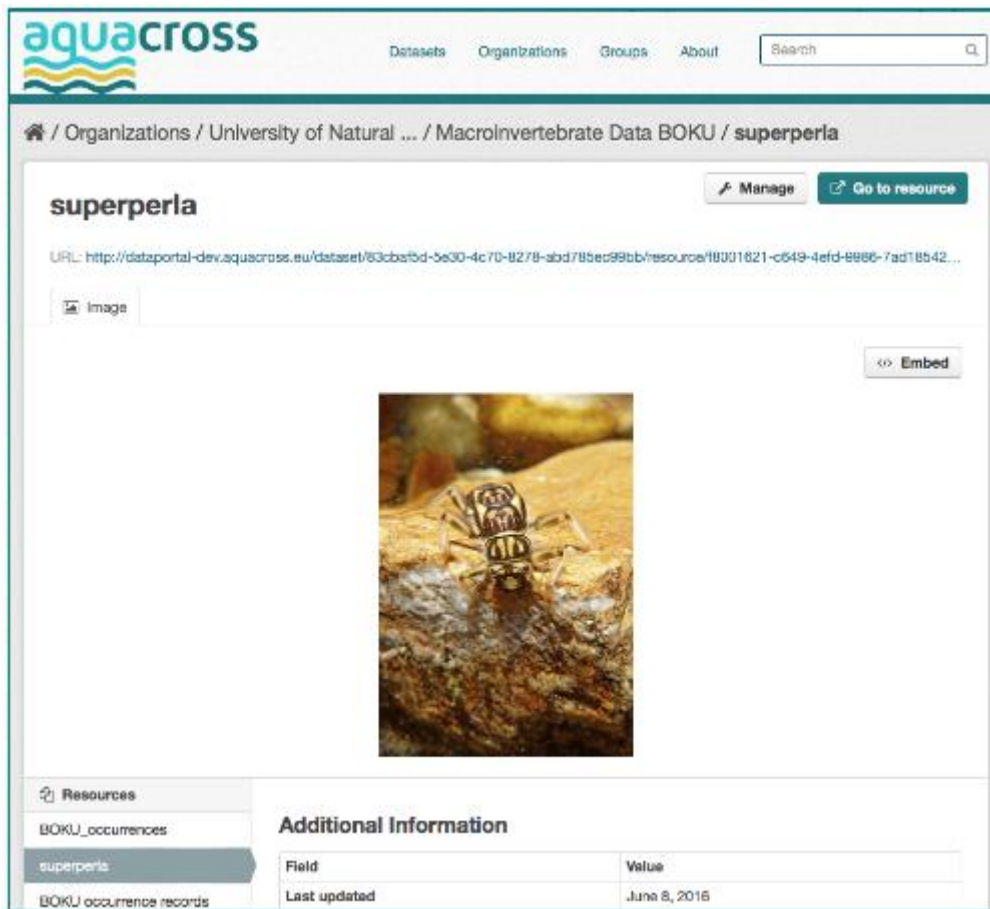 aquacross
Datasets Organizations Groups About Search
/ Organizations / University of Natural ... / Macroinvertebrate Data BOKU / superperla
superperla
Manage Go to resource
URL: http://dataportal-dev.aquacross.eu/dataset/83cbaf5d-5e30-4c70-8278-abd785ec99bb/resource/f8001621-c649-4efd-9986-7ad18542...
Image
Embed
Resources
BOKU_occurrences
superperla
BOKU occurrence records
Additional Information
Field Value
Last updated June 8, 2016